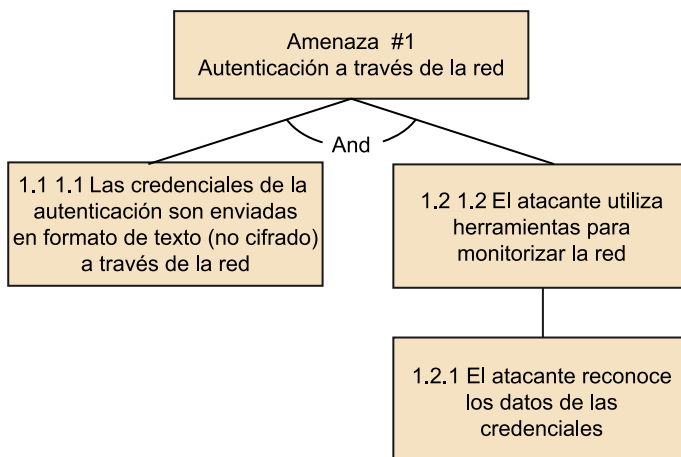 Amenaza #1
Autenticación a través de la red
And
1.1 1.1 Las credenciales de la
autenticación son enviadas
en formato de texto (no cifrado)
a través de la red
1.2 1.2 El atacante utiliza
herramientas para
monitorizar la red
1.2.1 El atacante reconoce
los datos de las
credenciales